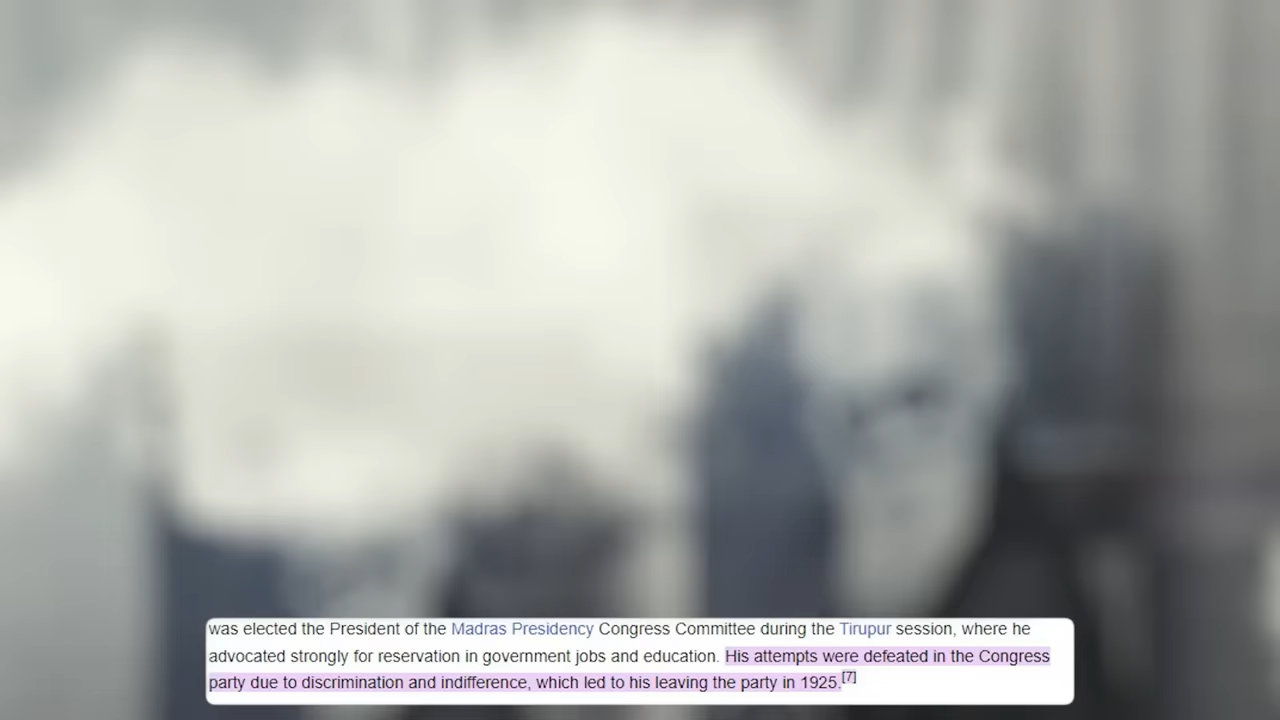 was elected the President of the Madras Presidency Congress Committee during the Tirupur session, where he
advocated strongly for reservation in government jobs and education. His attempts were defeated in the Congress
party due to discrimination and indifference, which led to his leaving the party in 1925.[7]